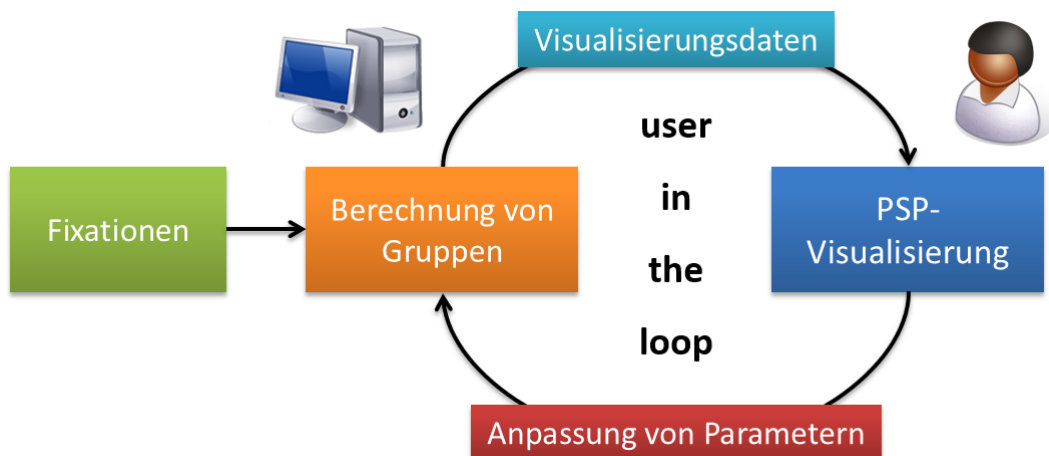 Visualisierungsdaten
user
in
the
loop
Fixationen
Berechnung von
Gruppen
PSP-
Visualisierung
Anpassung von Parametern